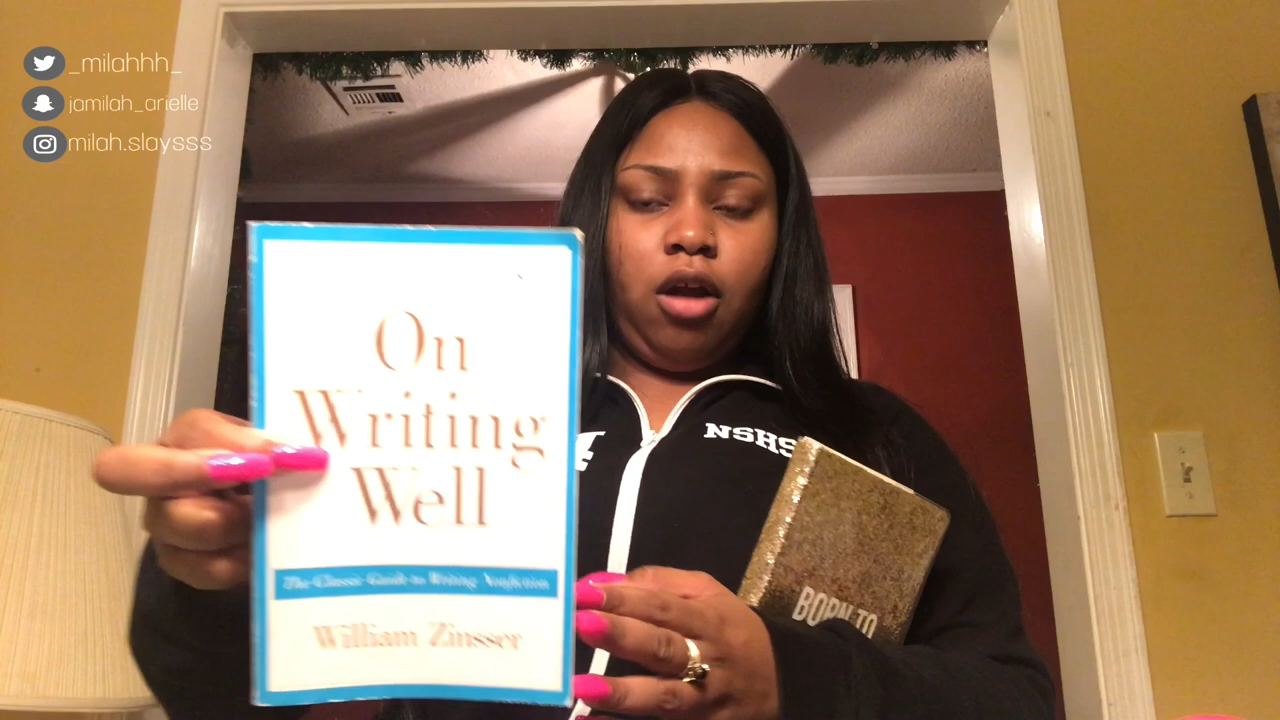 _milahhh_
jamilah_arielle
milah.slaysss
On
Writing
Well
The Classic Guide to Writing Nonfiction
William Zinsser
NSHS
BORN TO